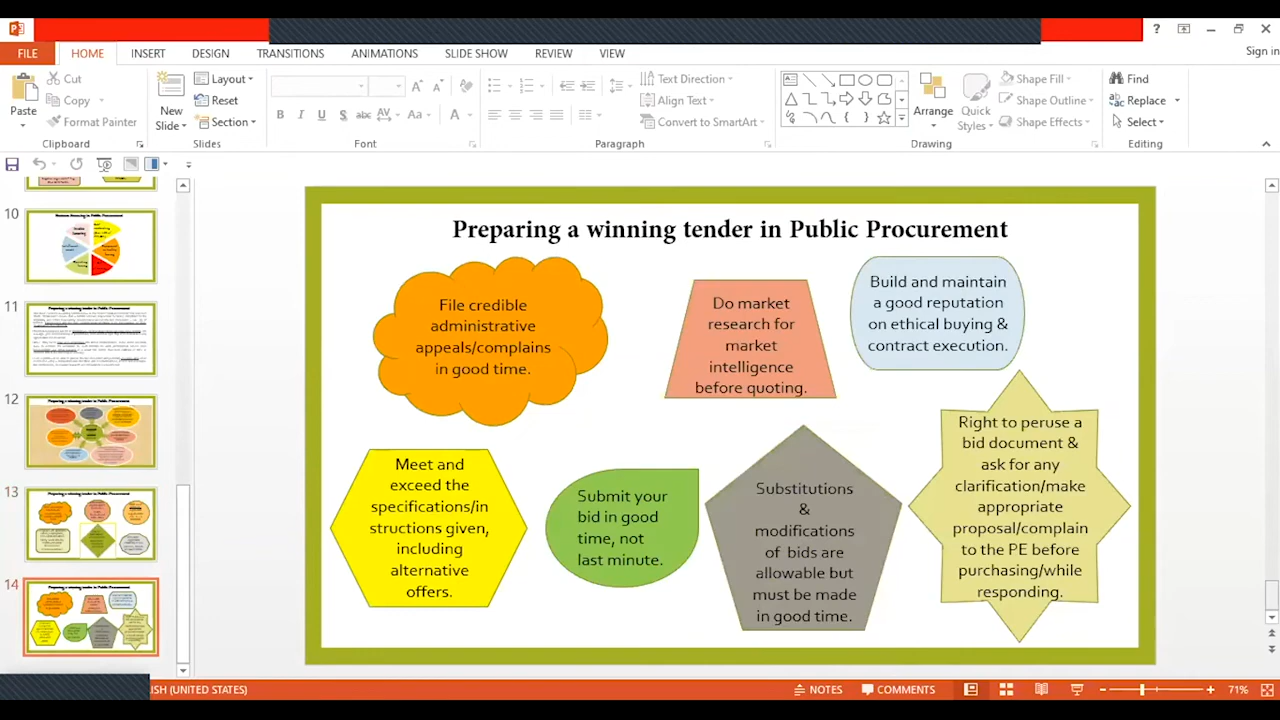 Sign in
FILE
HOME
INSERT
DESIGN
TRANSITIONS
ANIMATIONS
SLIDE SHOW
REVIEW
VIEW
Paste
Cut
Copy
Format Painter
Clipboard
New
Slide
Layout
Reset
Section
Slides
Font
Text Direction
Align Text
Convert to SmartArt
Paragraph
Arrange
Quick
Styles
Shape Fill
Shape Outline
Shape Effects
Drawing
Find
Replace
Select
Editing
10
11
12
13
14
Preparing a winning tender in Public Procurement
File credible
administrative
appeals/complains
in good time.
Do market
research for
market
intelligence
before quoting.
Build and maintain
a good reputation
on ethical buying &
contract execution.
Meet and
exceed the
specifications/in
structions given,
including
alternative
offers.
Submit your
bid in good
time, not
last minute.
Substitutions
&
modifications
of bids are
allowable but
must be made
in good time.
Right to peruse a
bid document &
ask for any
clarification/make
appropriate
proposal/complain
to the PE before
purchasing/while
responding.
ISH (UNITED STATES)
NOTES
COMMENTS
71%